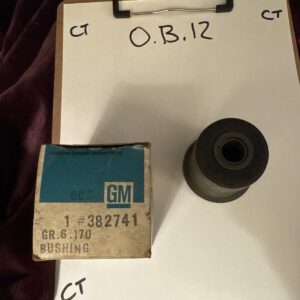 CT
CT
O.B.12
GM
1 #382741
GR.6.170
BUSHING
CT